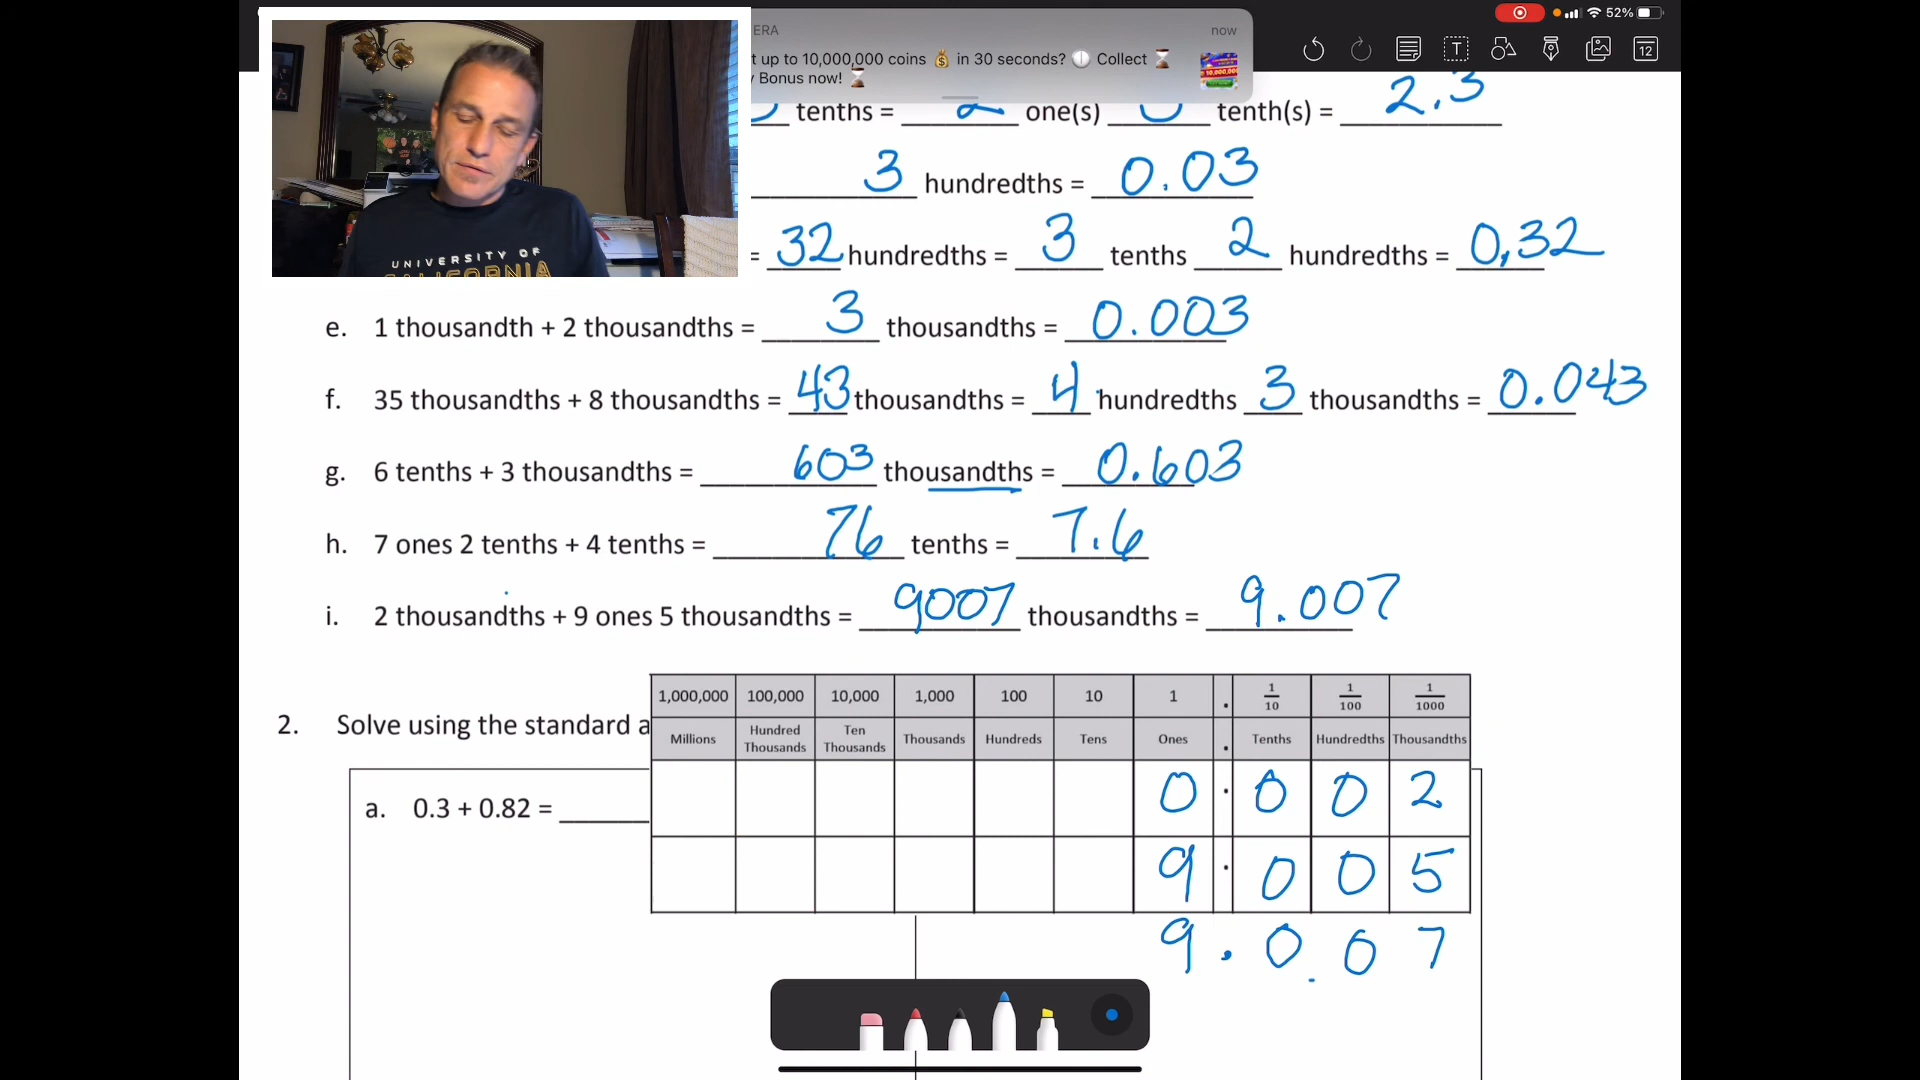 52%
ERA now
t up to 10,000,000 coins 💰 in 30 seconds? 🕛 Collect ⏳
Bonus now! ⏳
12
UNIVERSITY OF
CALIFORNIA
tenths = 2 one(s) tenth(s) = 2.3
3 hundredths = 0.03
= 32 hundredths = 3 tenths 2 hundredths = 0.32
e. 1 thousandth + 2 thousandths = 3 thousandths = 0.003
f. 35 thousandths + 8 thousandths = 43 thousandths = 4 hundredths 3 thousandths = 0.043
g. 6 tenths + 3 thousandths = 603 thousandths = 0.603
h. 7 ones 2 tenths + 4 tenths = 76 tenths = 7.6
i. 2 thousandths + 9 ones 5 thousandths = 9007 thousandths = 9.007
2. Solve using the standard a
1,000,000 100,000 10,000 1,000 100 10 1 . 1/10 1/100 1/1000
Millions Hundred Thousands Ten Thousands Thousands Hundreds Tens Ones . Tenths Hundredths Thousandths
0 . 0 0 2
a. 0.3 + 0.82 =
9 . 0 0 5
9 . 0 0 7